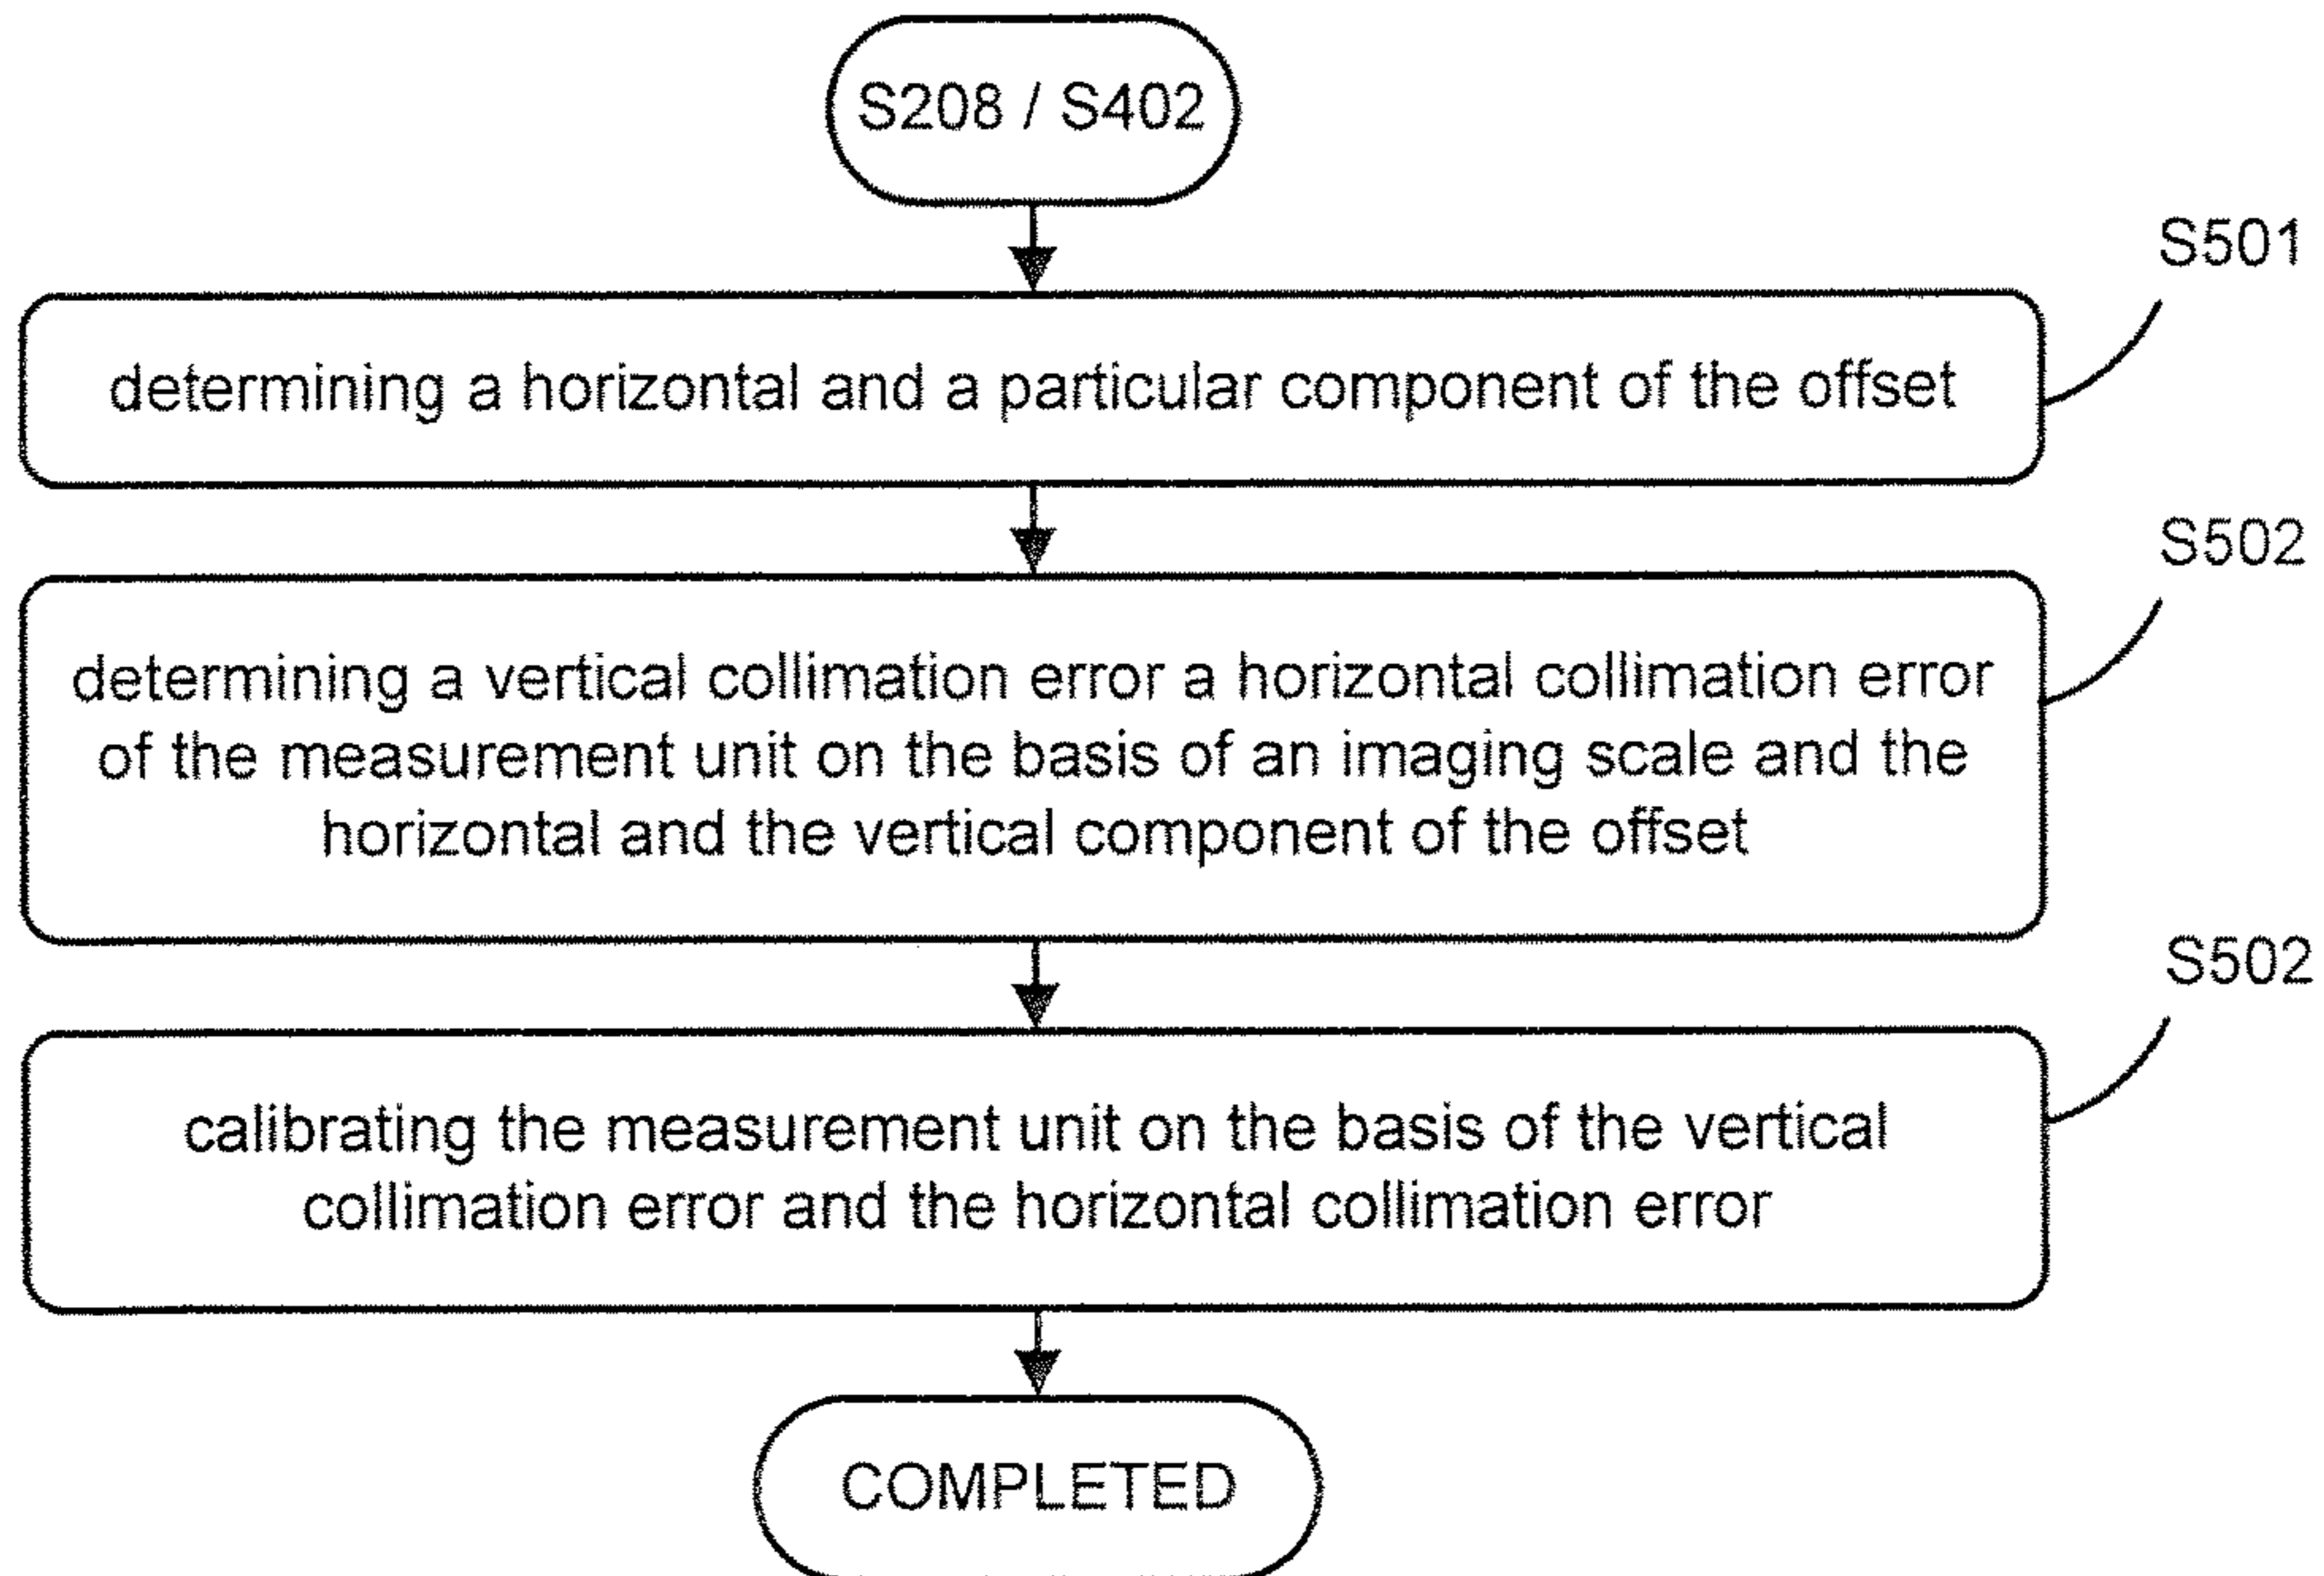 S208 / S402
S501
determining a horizontal and a particular component of the offset
S502
determining a vertical collimation error a horizontal collimation error
of the measurement unit on the basis of an imaging scale and the
horizontal and the vertical component of the offset
S502
calibrating the measurement unit on the basis of the vertical
collimation error and the horizontal collimation error
COMPLETED